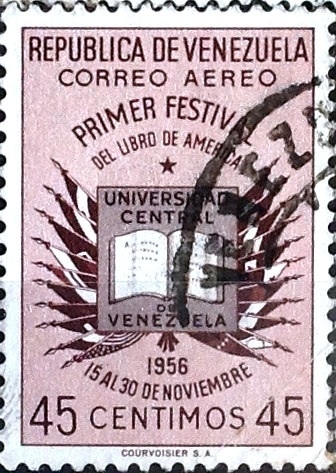 REPUBLICA DE VENEZUELA
CORREO AEREO
PRIMER FESTIVAL
DEL LIBRO DE AMERICA
UNIVERSIDAD
CENTRAL
DE
VENEZUELA
1956
15 AL 30 DE NOVIEMBRE
45 CENTIMOS 45
COURVOISIER S.A.